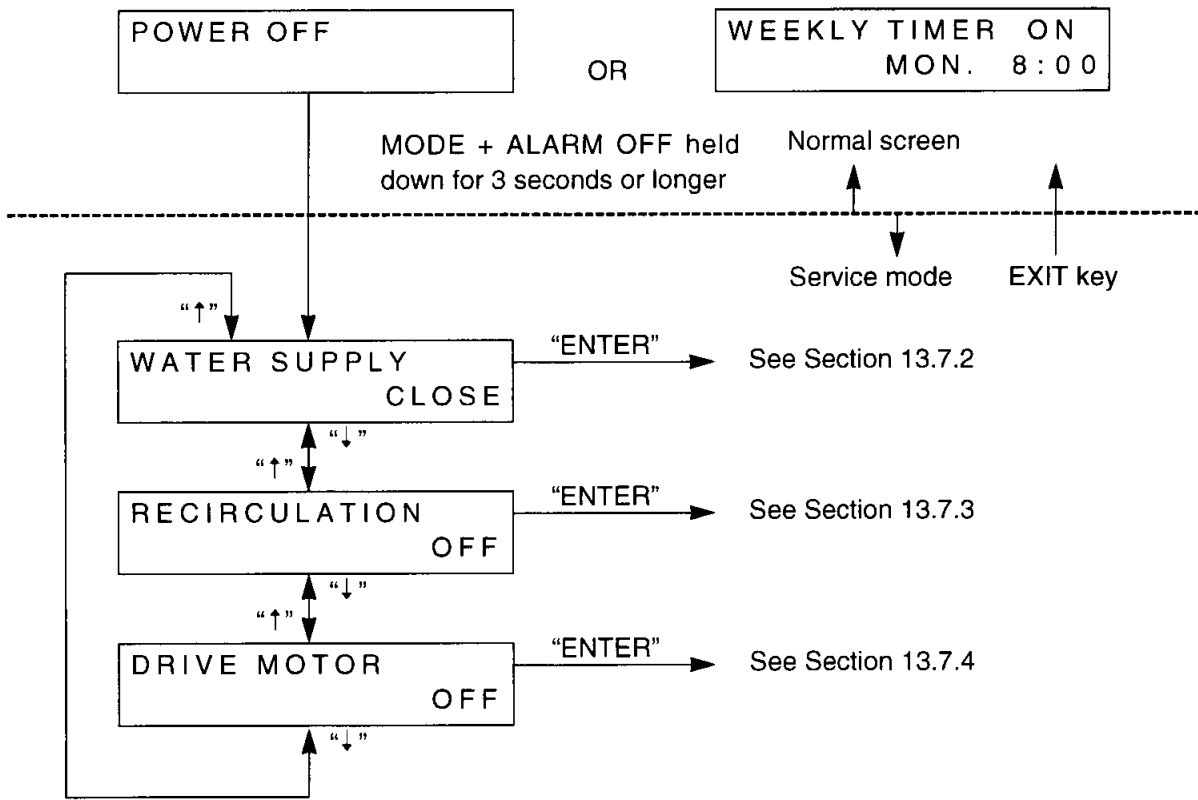 POWER OFF
OR
WEEKLY TIMER ON
MON. 8:00
MODE + ALARM OFF held
down for 3 seconds or longer
Normal screen
Service mode
EXIT key
"↑"
WATER SUPPLY
CLOSE
"ENTER"
See Section 13.7.2
"↓"
"↑"
RECIRCULATION
OFF
"ENTER"
See Section 13.7.3
"↓"
"↑"
DRIVE MOTOR
OFF
"ENTER"
See Section 13.7.4
"↓"